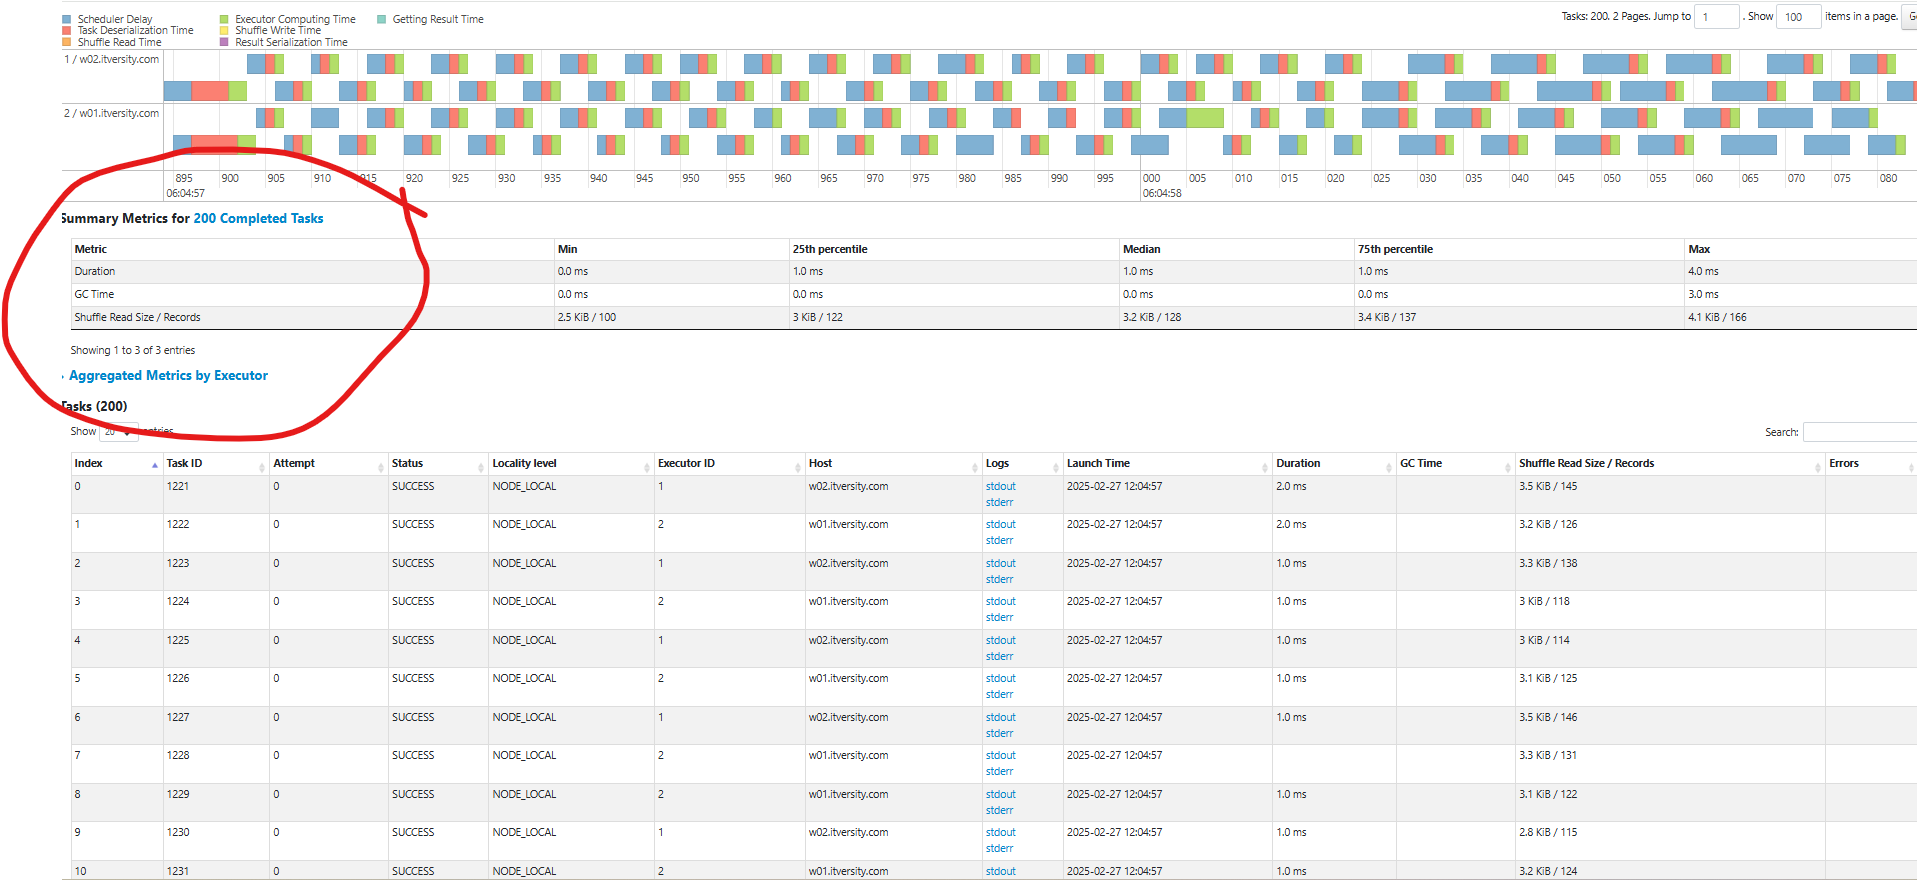 Scheduler Delay Executor Computing Time Getting Result Time Tasks: 200. 2 Pages. Jump to 1 . Show 100 items in a page.
Task Deserialization Time Shuffle Write Time
Shuffle Read Time Result Serialization Time
1 / w02.itversity.com
2 / w01.itversity.com
895 900 905 910 915 920 925 930 935 940 945 950 955 960 965 970 975 980 985 990 995 000 005 010 015 020 025 030 035 040 045 050 055 060 065 070 075 080
06:04:57 06:04:58
Summary Metrics for 200 Completed Tasks
Metric Min 25th percentile Median 75th percentile Max
Duration 0.0 ms 1.0 ms 1.0 ms 1.0 ms 4.0 ms
GC Time 0.0 ms 0.0 ms 0.0 ms 0.0 ms 3.0 ms
Shuffle Read Size / Records 2.5 KiB / 100 3 KiB / 122 3.2 KiB / 128 3.4 KiB / 137 4.1 KiB / 166
Showing 1 to 3 of 3 entries
Aggregated Metrics by Executor
Tasks (200)
Show 20 entries Search:
Index Task ID Attempt Status Locality level Executor ID Host Logs Launch Time Duration GC Time Shuffle Read Size / Records Errors
0 1221 0 SUCCESS NODE_LOCAL 1 w02.itversity.com stdout 2025-02-27 12:04:57 2.0 ms 3.5 KiB / 145
stderr
1 1222 0 SUCCESS NODE_LOCAL 2 w01.itversity.com stdout 2025-02-27 12:04:57 2.0 ms 3.2 KiB / 126
stderr
2 1223 0 SUCCESS NODE_LOCAL 1 w02.itversity.com stdout 2025-02-27 12:04:57 1.0 ms 3.3 KiB / 138
stderr
3 1224 0 SUCCESS NODE_LOCAL 2 w01.itversity.com stdout 2025-02-27 12:04:57 1.0 ms 3 KiB / 118
stderr
4 1225 0 SUCCESS NODE_LOCAL 1 w02.itversity.com stdout 2025-02-27 12:04:57 1.0 ms 3 KiB / 114
stderr
5 1226 0 SUCCESS NODE_LOCAL 2 w01.itversity.com stdout 2025-02-27 12:04:57 1.0 ms 3.1 KiB / 125
stderr
6 1227 0 SUCCESS NODE_LOCAL 1 w02.itversity.com stdout 2025-02-27 12:04:57 1.0 ms 3.5 KiB / 146
stderr
7 1228 0 SUCCESS NODE_LOCAL 2 w01.itversity.com stdout 2025-02-27 12:04:57 3.3 KiB / 131
stderr
8 1229 0 SUCCESS NODE_LOCAL 2 w01.itversity.com stdout 2025-02-27 12:04:57 1.0 ms 3.1 KiB / 122
stderr
9 1230 0 SUCCESS NODE_LOCAL 1 w02.itversity.com stdout 2025-02-27 12:04:57 1.0 ms 2.8 KiB / 115
stderr
10 1231 0 SUCCESS NODE_LOCAL 2 w01.itversity.com stdout 2025-02-27 12:04:57 1.0 ms 3.2 KiB / 124